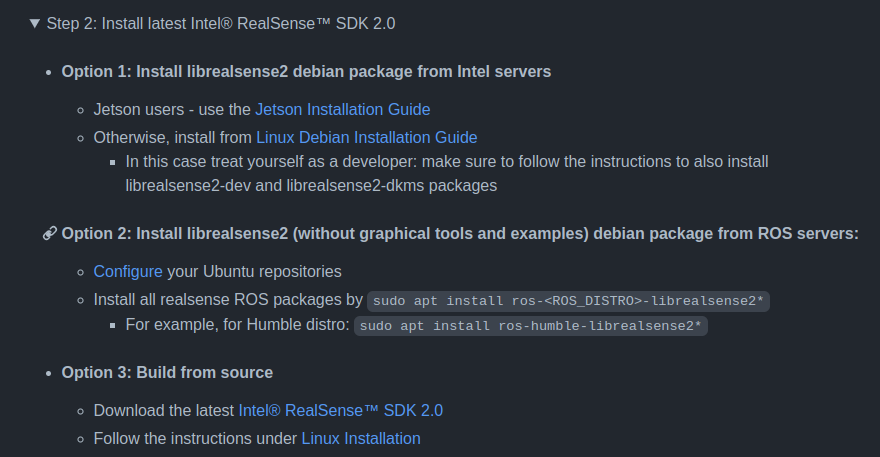 Step 2: Install latest Intel® RealSense™ SDK 2.0
Option 1: Install librealsense2 debian package from Intel servers
Jetson users - use the Jetson Installation Guide
Otherwise, install from Linux Debian Installation Guide
In this case treat yourself as a developer: make sure to follow the instructions to also install
librealsense2-dev and librealsense2-dkms packages
Option 2: Install librealsense2 (without graphical tools and examples) debian package from ROS servers:
Configure your Ubuntu repositories
Install all realsense ROS packages by sudo apt install ros-<ROS_DISTRO>-librealsense2*
For example, for Humble distro: sudo apt install ros-humble-librealsense2*
Option 3: Build from source
Download the latest Intel® RealSense™ SDK 2.0
Follow the instructions under Linux Installation